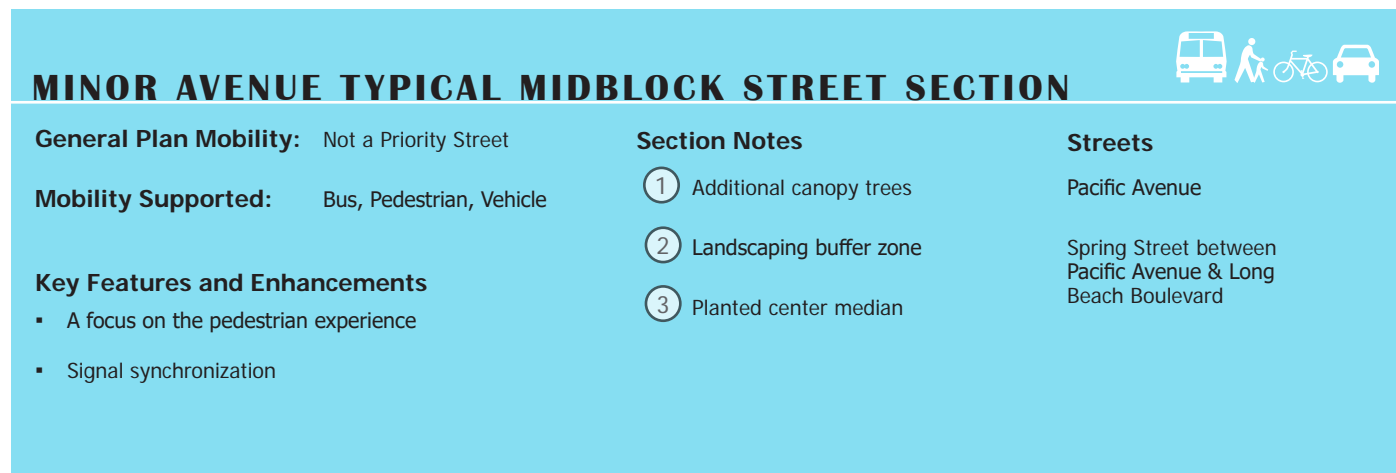 MINOR AVENUE TYPICAL MIDBLOCK STREET SECTION
General Plan Mobility: Not a Priority Street
Mobility Supported: Bus, Pedestrian, Vehicle
Key Features and Enhancements
▪ A focus on the pedestrian experience
▪ Signal synchronization
Section Notes
1 Additional canopy trees
2 Landscaping buffer zone
3 Planted center median
Streets
Pacific Avenue
Spring Street between
Pacific Avenue & Long
Beach Boulevard